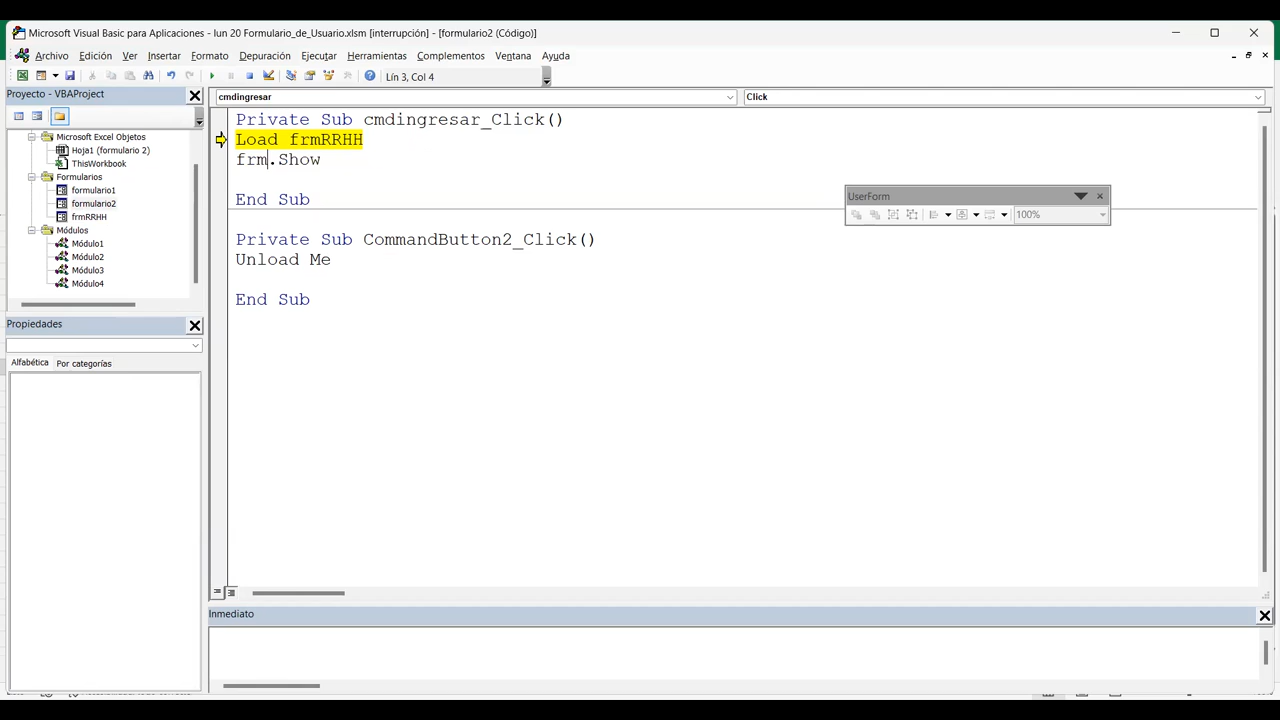 Microsoft Visual Basic para Aplicaciones - lun 20 Formulario_de_Usuario.xlsm [interrupción] - [formulario2 (Código)]
Archivo Edición Ver Insertar Formato Depuración Ejecutar Herramientas Complementos Ventana Ayuda
Lín 3, Col 4
Proyecto - VBAProject
Microsoft Excel Objetos
Hoja1 (formulario 2)
ThisWorkbook
Formularios
formulario1
formulario2
frmRRHH
Módulos
Módulo1
Módulo2
Módulo3
Módulo4
Propiedades
Alfabética Por categorías
cmdingresar Click
Private Sub cmdingresar_Click()
Load frmRRHH
frm.Show
End Sub
Private Sub CommandButton2_Click()
Unload Me
End Sub
UserForm
100%
Inmediato